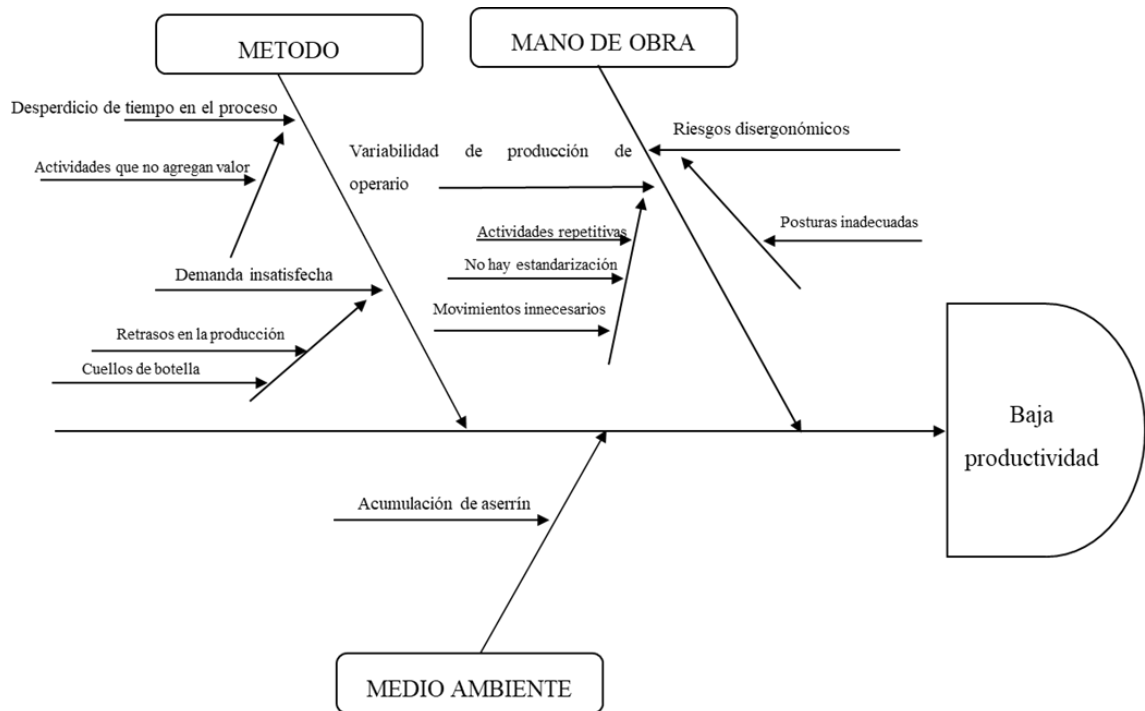 METODO
MANO DE OBRA
Desperdicio de tiempo en el proceso
Actividades que no agregan valor
Demanda insatisfecha
Retrasos en la producción
Cuellos de botella
Variabilidad de producción de
operario
Actividades repetitivas
No hay estandarización
Movimientos innecesarios
Riesgos disergonómicos
Posturas inadecuadas
Baja
productividad
Acumulación de aserrín
MEDIO AMBIENTE